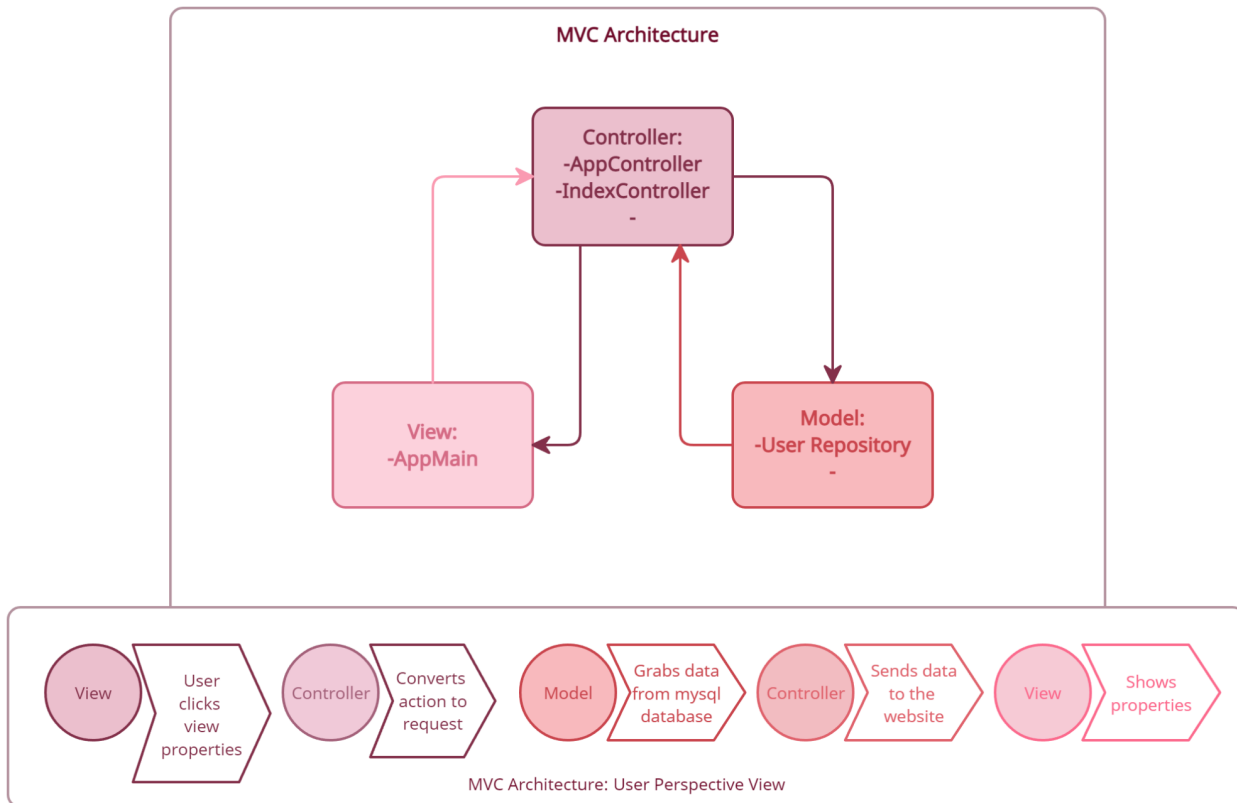 MVC Architecture
Controller:
-AppController
-IndexController
-
View:
-AppMain
Model:
-User Repository
-
View
User
clicks
view
properties
Controller
Converts
action to
request
Model
Grabs data
from mysql
database
Controller
Sends data
to the
website
View
Shows
properties
MVC Architecture: User Perspective View